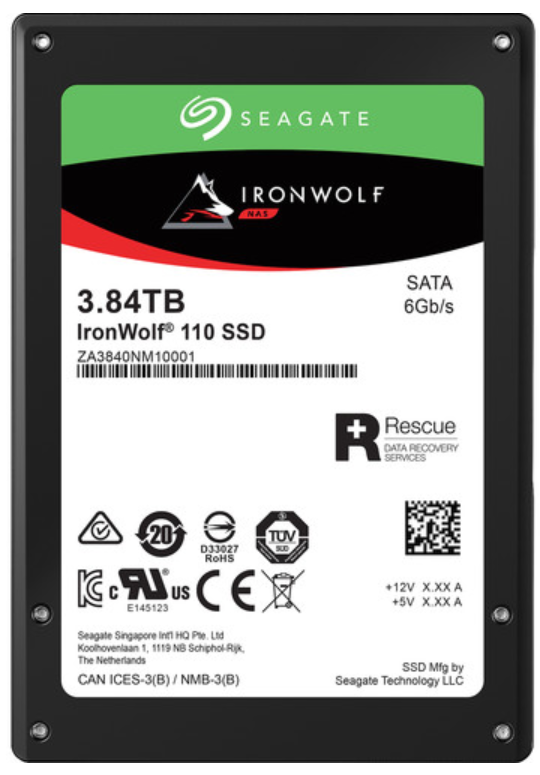 SEAGATE
IRONWOLF
NAS
SATA
6Gb/s
3.84TB
IronWolf® 110 SSD
ZA3840NM10001
R Rescue
DATA RECOVERY
SERVICES
20
D33027
RoHS
TÜV
SÜD
c RU US
E145123
CE
+12V X.XX A
+5V X.XX A
Seagate Singapore Int'l HQ Pte. Ltd
Koolhovenlaan 1, 1119 NB Schiphol-Rijk,
The Netherlands
CAN ICES-3(B) / NMB-3(B)
SSD Mfg by
Seagate Technology LLC